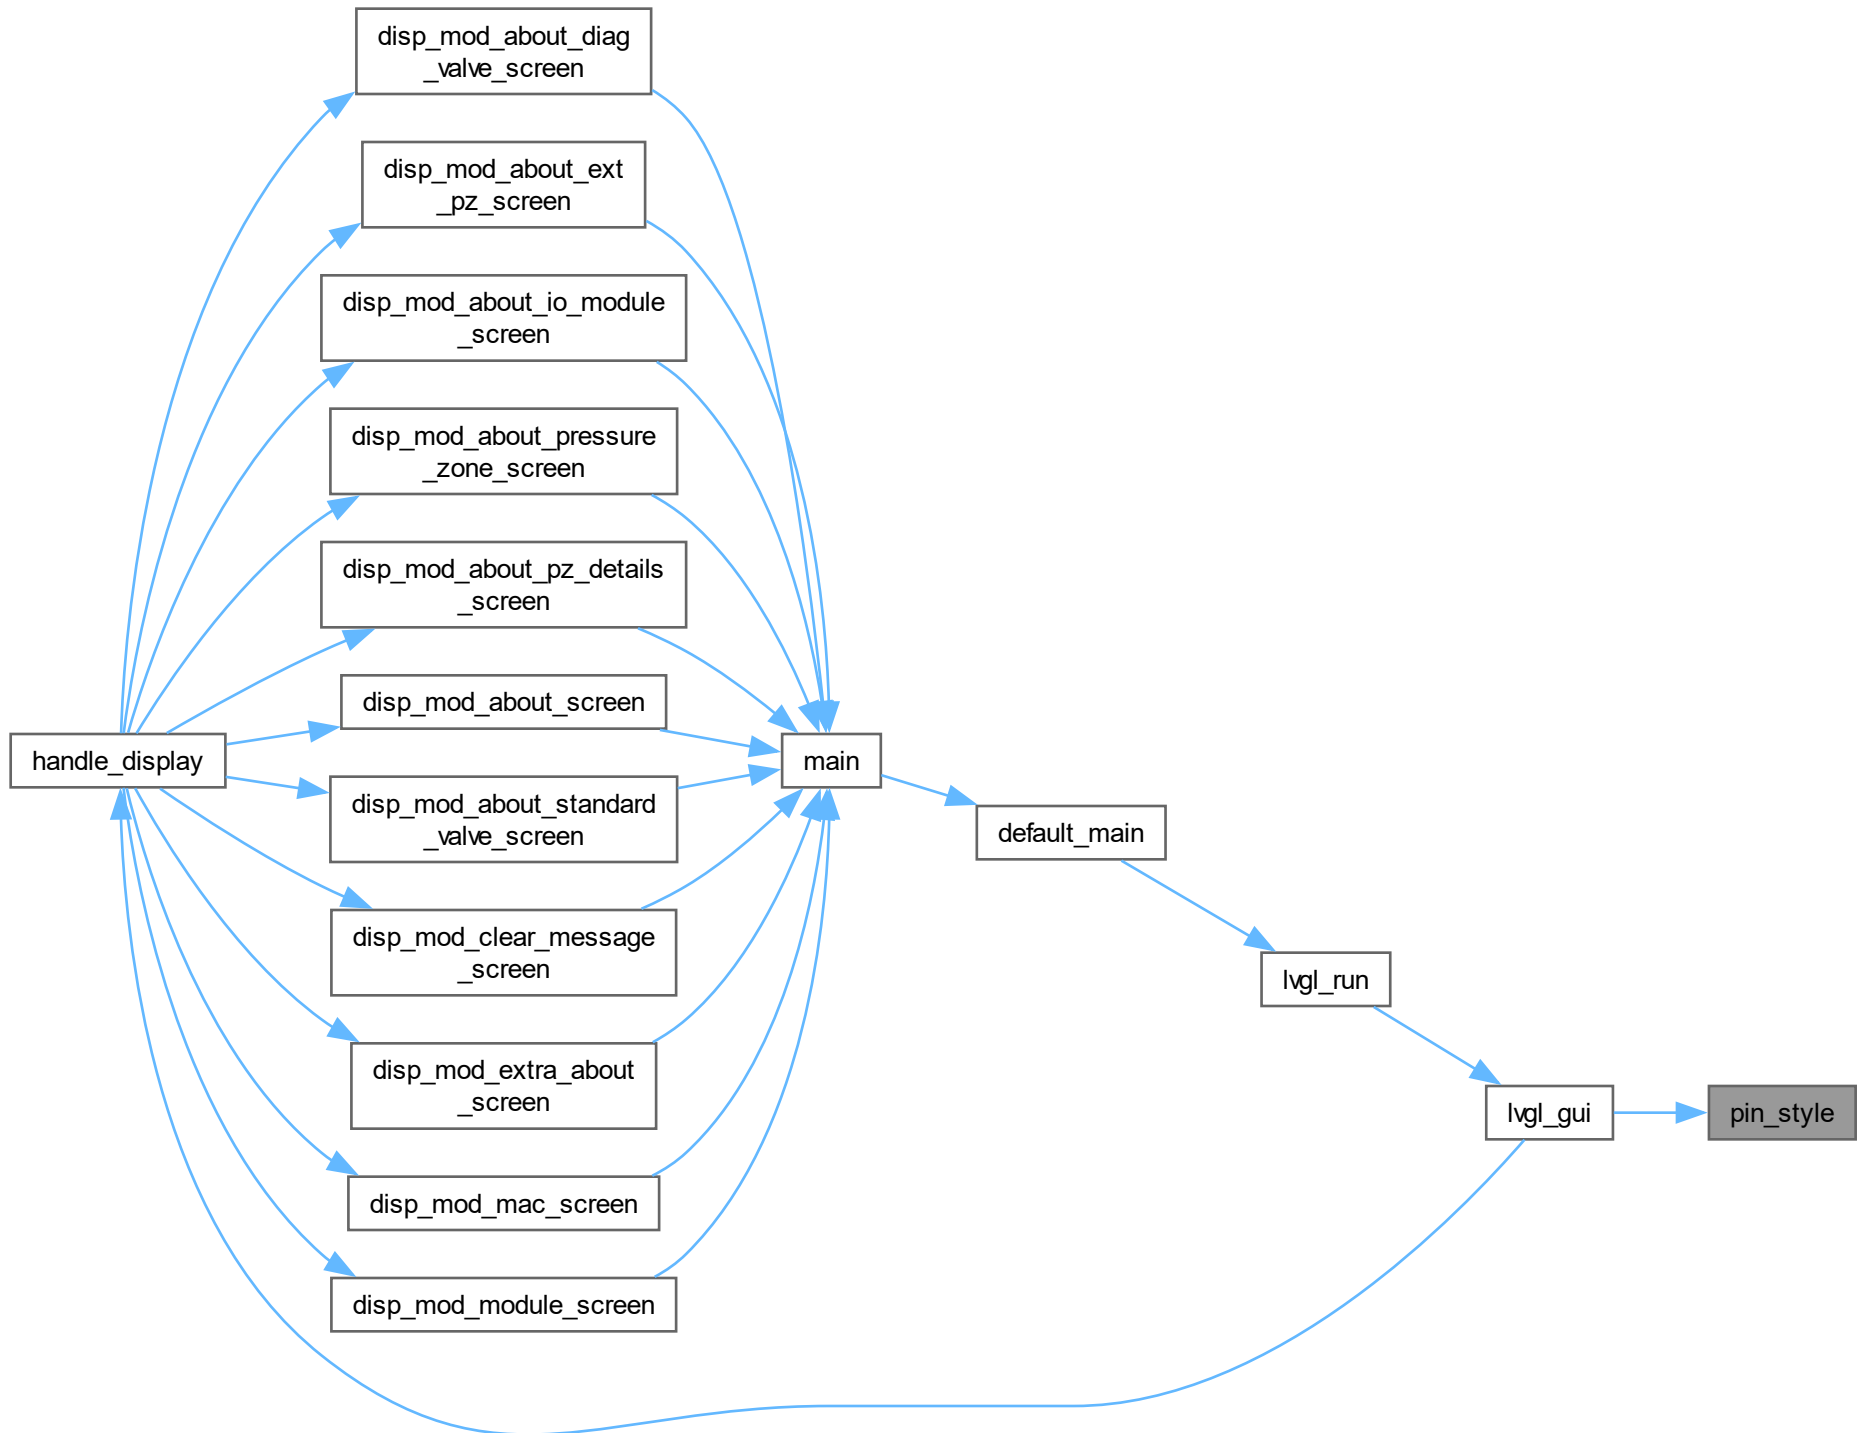 disp_mod_about_diag
_valve_screen
disp_mod_about_ext
_pz_screen
disp_mod_about_io_module
_screen
disp_mod_about_pressure
_zone_screen
disp_mod_about_pz_details
_screen
disp_mod_about_screen
handle_display
main
disp_mod_about_standard
_valve_screen
default_main
disp_mod_clear_message
_screen
lvgl_run
disp_mod_extra_about
_screen
lvgl_gui
pin_style
disp_mod_mac_screen
disp_mod_module_screen